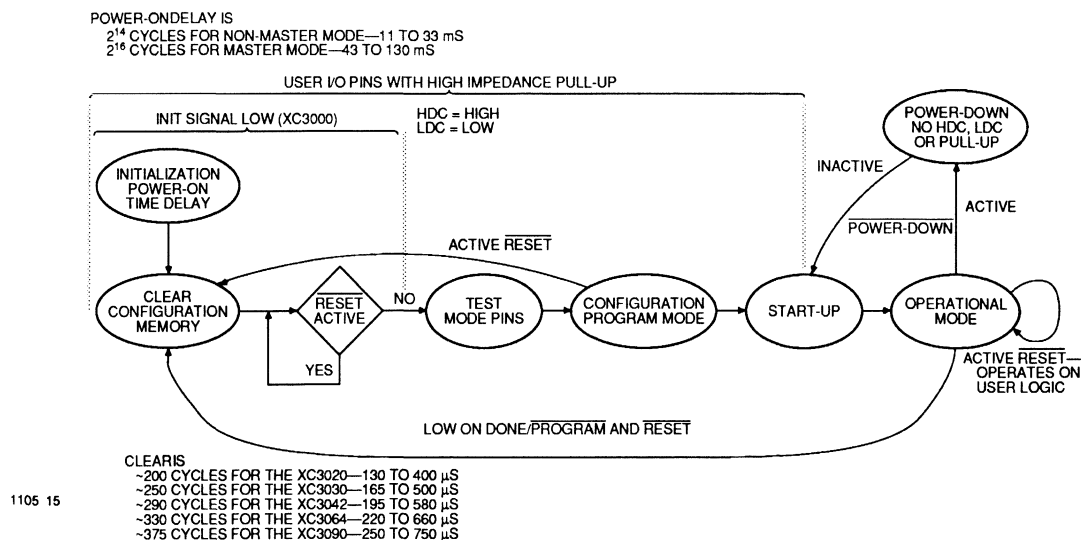 POWER-ONDELAY IS
2¹⁴ CYCLES FOR NON-MASTER MODE—11 TO 33 mS
2¹⁶ CYCLES FOR MASTER MODE—43 TO 130 mS
USER I/O PINS WITH HIGH IMPEDANCE PULL-UP
INIT SIGNAL LOW (XC3000)
HDC = HIGH
LDC = LOW
POWER-DOWN
NO HDC, LDC
OR PULL-UP
INITIALIZATION
POWER-ON
TIME DELAY
INACTIVE
ACTIVE
POWER-DOWN
ACTIVE RESET
CLEAR
CONFIGURATION
MEMORY
RESET
ACTIVE
NO
YES
TEST
MODE PINS
CONFIGURATION
PROGRAM MODE
START-UP
OPERATIONAL
MODE
ACTIVE RESET—
OPERATES ON
USER LOGIC
LOW ON DONE/PROGRAM AND RESET
CLEARIS
~200 CYCLES FOR THE XC3020—130 TO 400 µS
~250 CYCLES FOR THE XC3030—165 TO 500 µS
~290 CYCLES FOR THE XC3042—195 TO 580 µS
~330 CYCLES FOR THE XC3064—220 TO 660 µS
~375 CYCLES FOR THE XC3090—250 TO 750 µS
1105 15